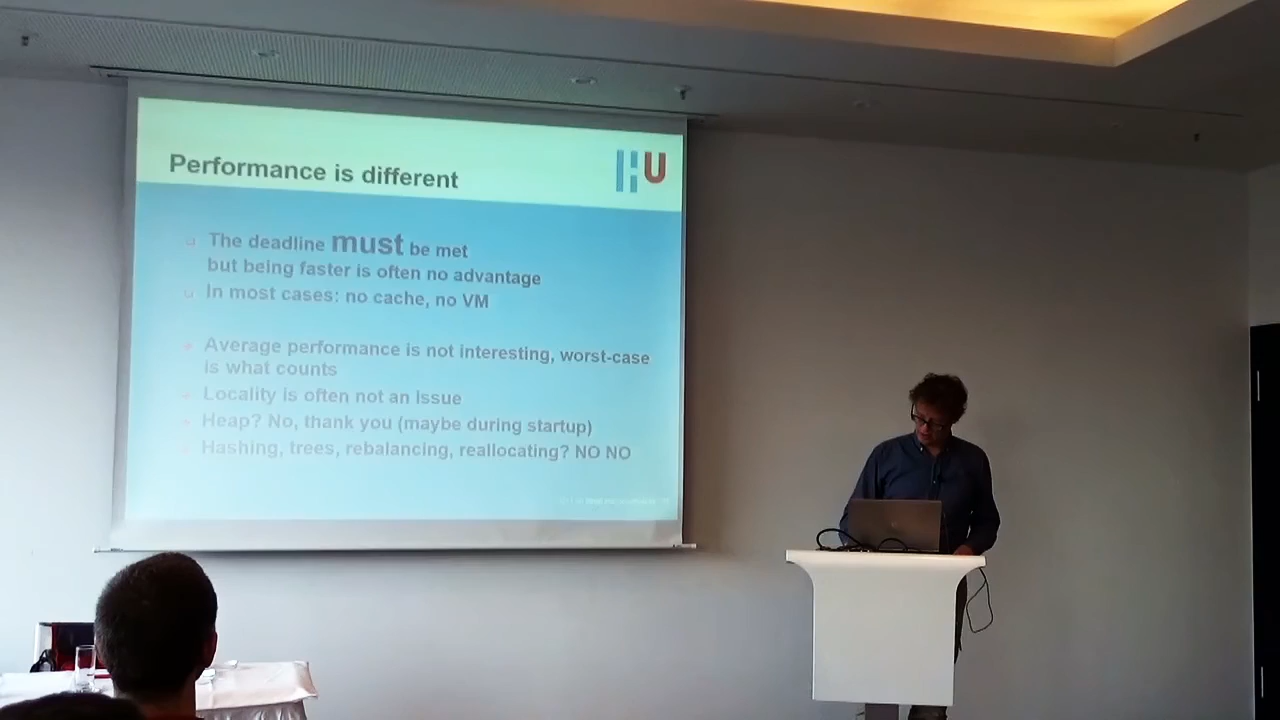 Performance is different
HU
The deadline must be met
but being faster is often no advantage
In most cases: no cache, no VM
Average performance is not interesting, worst-case
is what counts
Locality is often not an issue
Heap? No, thank you (maybe during startup)
Hashing, trees, rebalancing, reallocating? NO NO